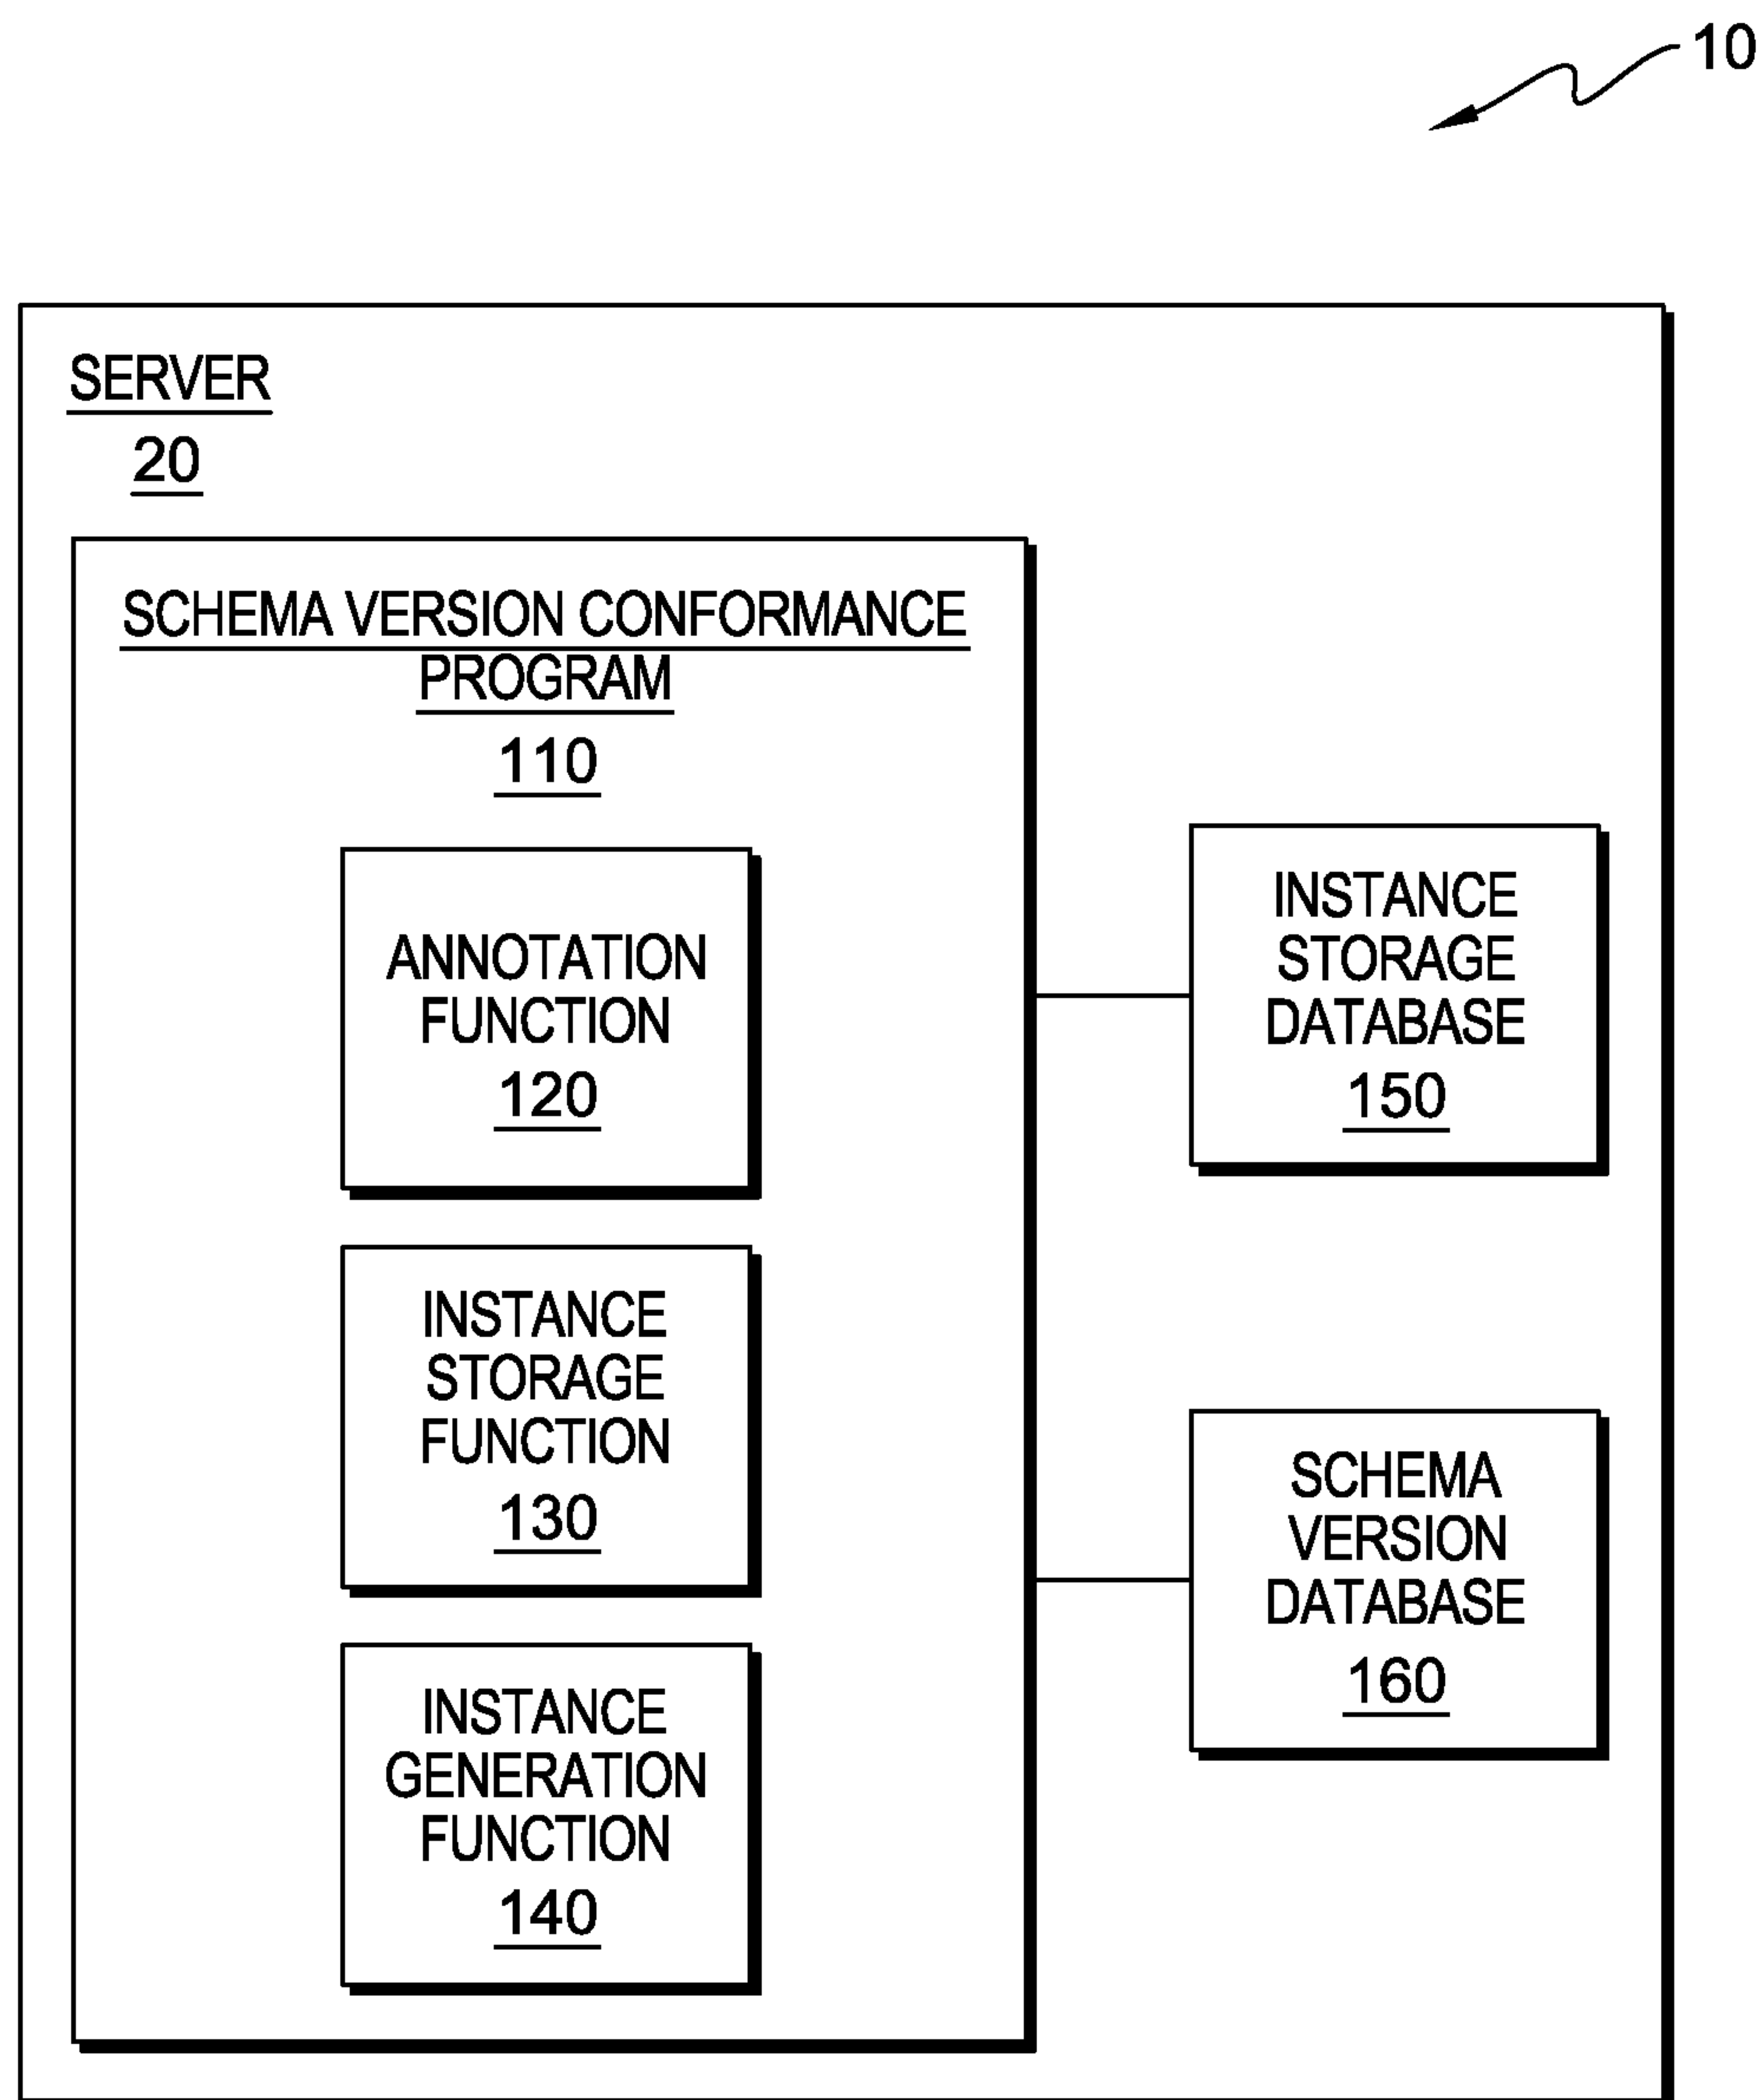 10
SERVER
20
SCHEMA VERSION CONFORMANCE
PROGRAM
110
ANNOTATION
FUNCTION
120
INSTANCE
STORAGE
FUNCTION
130
INSTANCE
GENERATION
FUNCTION
140
INSTANCE
STORAGE
DATABASE
150
SCHEMA
VERSION
DATABASE
160